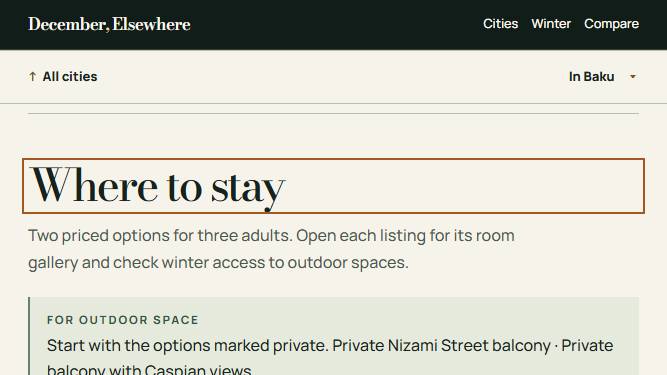 December, Elsewhere
Cities Winter Compare
↑ All cities
In Baku
Where to stay
Two priced options for three adults. Open each listing for its room
gallery and check winter access to outdoor spaces.
FOR OUTDOOR SPACE
Start with the options marked private. Private Nizami Street balcony · Private
balcony with Caspian views